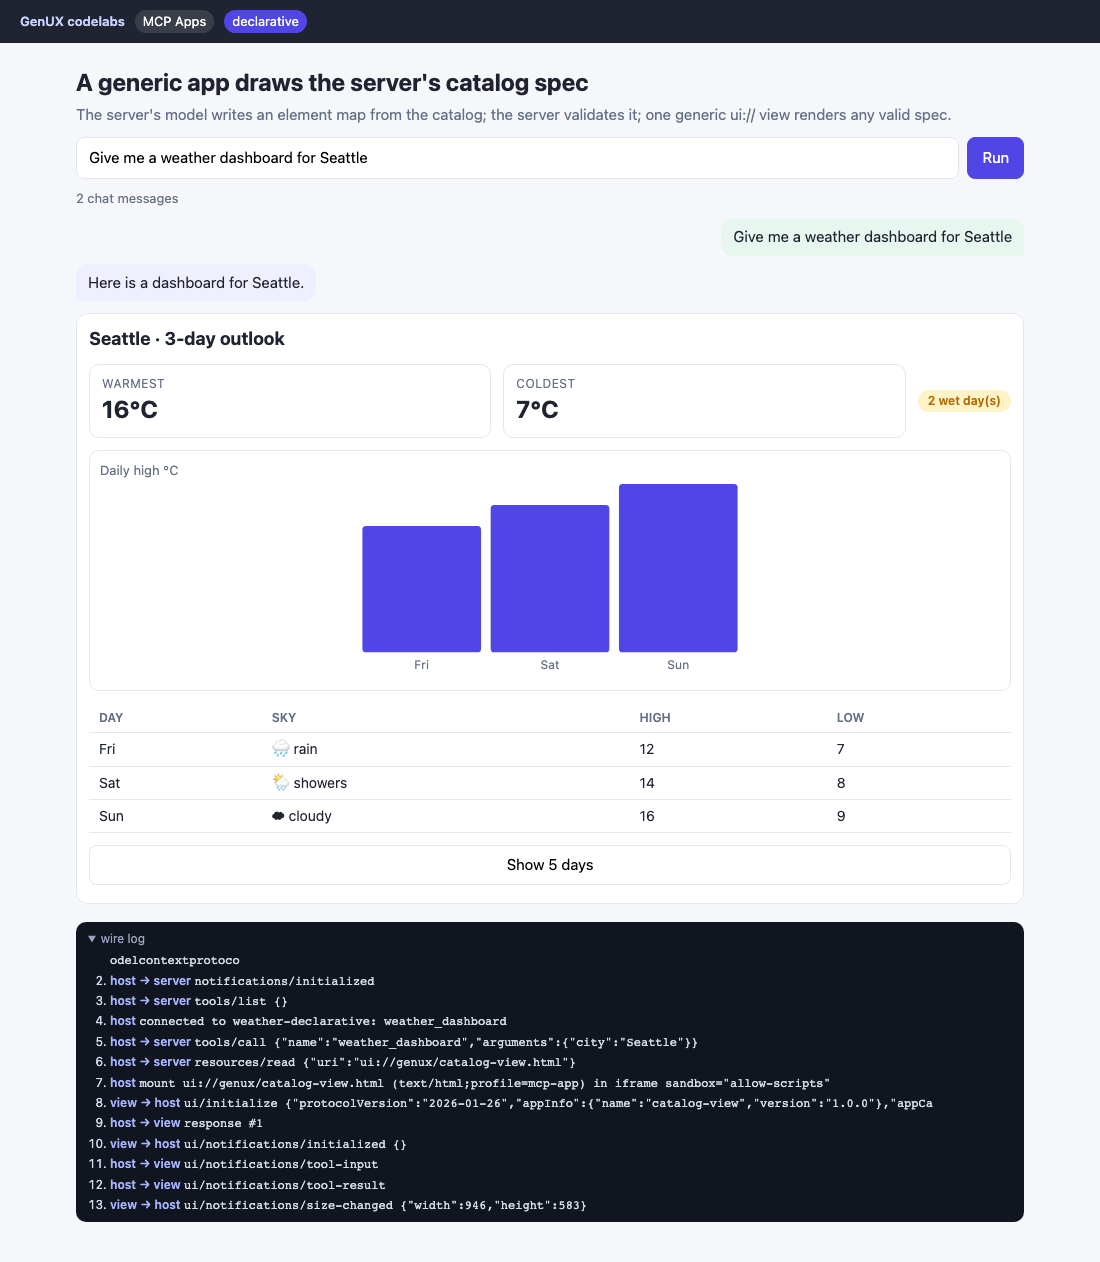 GenUX codelabs MCP Apps declarative
A generic app draws the server's catalog spec
The server's model writes an element map from the catalog; the server validates it; one generic ui:// view renders any valid spec.
Give me a weather dashboard for Seattle Run
2 chat messages
Give me a weather dashboard for Seattle
Here is a dashboard for Seattle.
Seattle · 3-day outlook
WARMEST
16°C
COLDEST
7°C
2 wet day(s)
Daily high °C
Fri Sat Sun
DAY SKY HIGH LOW
Fri 🌧️ rain 12 7
Sat 🌦️ showers 14 8
Sun ☁ cloudy 16 9
Show 5 days
▼ wire log
odelcontextprotoco
2. host → server notifications/initialized
3. host → server tools/list {}
4. host connected to weather-declarative: weather_dashboard
5. host → server tools/call {"name":"weather_dashboard","arguments":{"city":"Seattle"}}
6. host → server resources/read {"uri":"ui://genux/catalog-view.html"}
7. host mount ui://genux/catalog-view.html (text/html;profile=mcp-app) in iframe sandbox="allow-scripts"
8. view → host ui/initialize {"protocolVersion":"2026-01-26","appInfo":{"name":"catalog-view","version":"1.0.0"},"appCa
9. host → view response #1
10. view → host ui/notifications/initialized {}
11. host → view ui/notifications/tool-input
12. host → view ui/notifications/tool-result
13. view → host ui/notifications/size-changed {"width":946,"height":583}